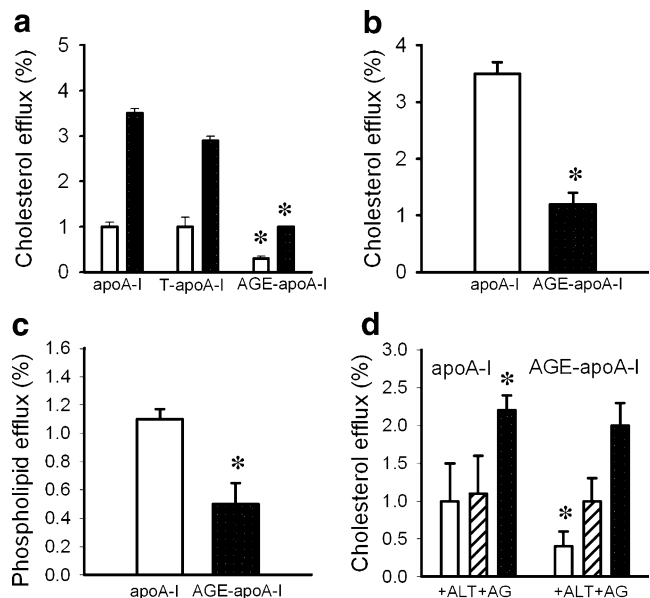 a
Cholesterol efflux (%)
5
4
3
2
1
0
* *
apoA-I T-apoA-I AGE-apoA-I
b
Cholesterol efflux (%)
4
3
2
1
0
*
apoA-I AGE-apoA-I
c
Phospholipid efflux (%)
1.6
1.4
1.2
1.0
0.8
0.6
0.4
0.2
0.0
*
apoA-I AGE-apoA-I
d
Cholesterol efflux (%)
3.0
2.5
2.0
1.5
1.0
0.5
0.0
apoA-I AGE-apoA-I
*
*
+ALT+AG +ALT+AG